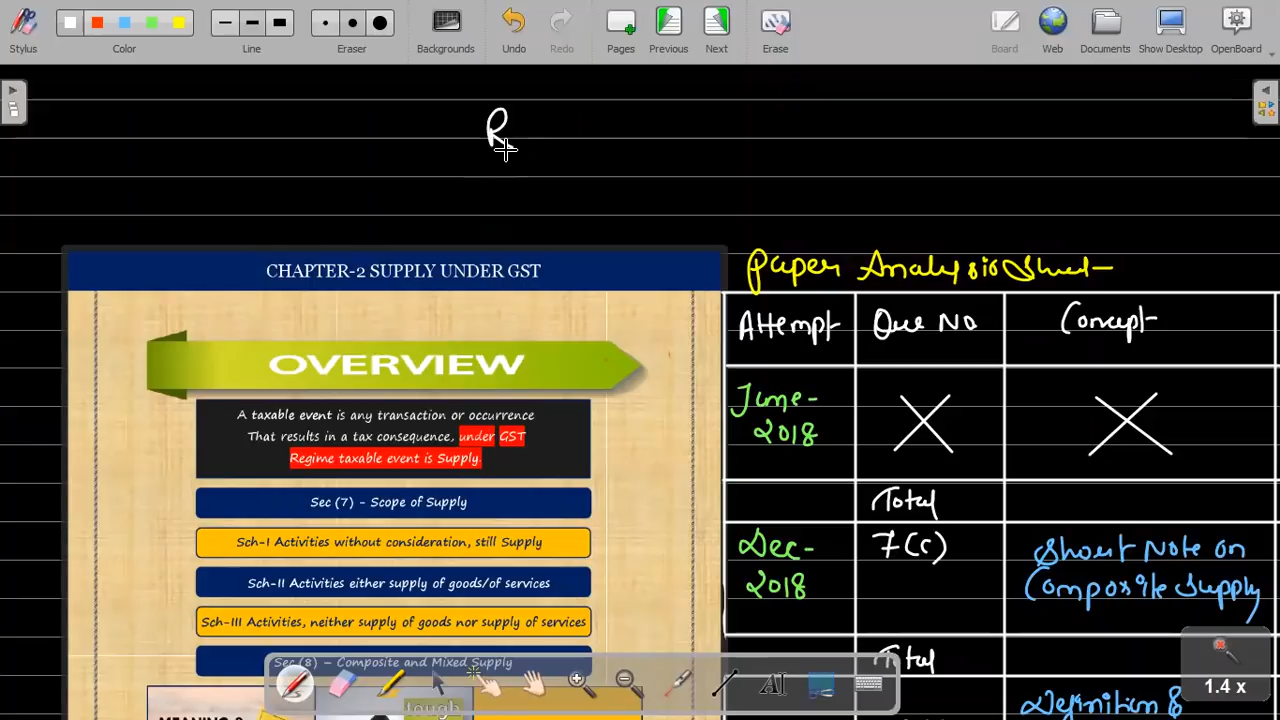 Stylus
Color
Line
Eraser
Backgrounds
Undo
Redo
Pages
Previous
Next
Erase
Board
Web
Documents
Show Desktop
OpenBoard
R
CHAPTER-2 SUPPLY UNDER GST
OVERVIEW
A taxable event is any transaction or occurrence
That results in a tax consequence, under GST
Regime taxable event is Supply.
Sec (7) – Scope of Supply
Sch-I Activities without consideration, still Supply
Sch-II Activities either supply of goods/of services
Sch-III Activities, neither supply of goods nor supply of services
Sec (8) – Composite and Mixed Supply
Paper Analysis Sheet-
Attempt Que No Concept
June-
2018
Total
Dec-
2018
7(c)
Short Note on
Composite Supply
Total
Definition &
AI
tough
1.4 x